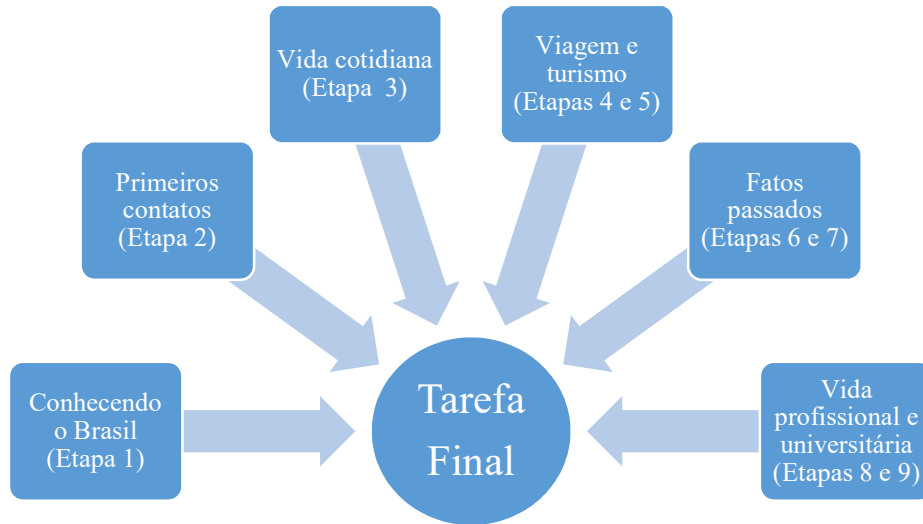 Conhecendo
o Brasil
(Etapa 1)
Primeiros
contatos
(Etapa 2)
Vida cotidiana
(Etapa 3)
Viagem e
turismo
(Etapas 4 e 5)
Fatos
passados
(Etapas 6 e 7)
Vida
profissional e
universitária
(Etapas 8 e 9)
Tarefa
Final